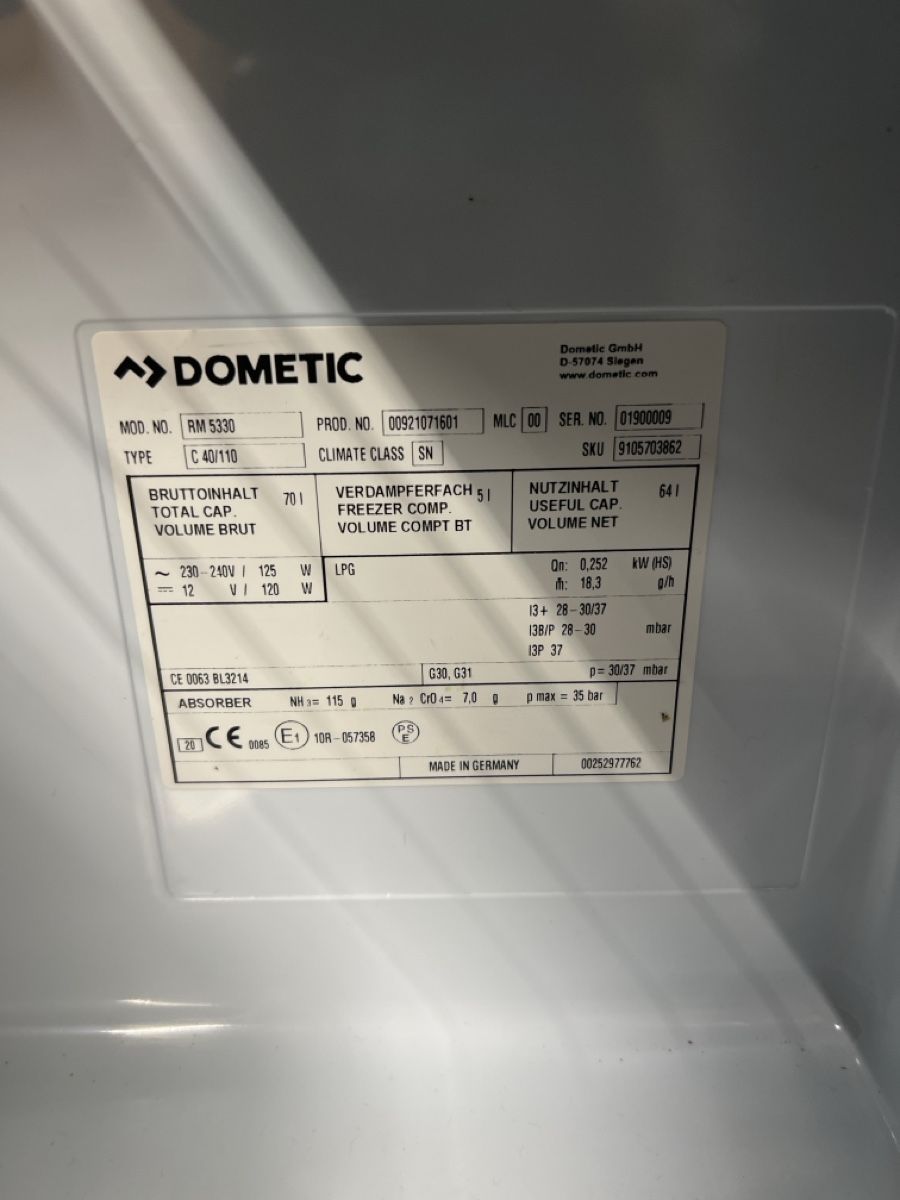 DOMETIC
Dometic GmbH
D-57074 Siegen
www.dometic.com
MOD. NO. RM 5330 PROD. NO. 00921071601 MLC 00 SER. NO. 01900009
TYPE C 40/110 CLIMATE CLASS SN SKU 9105703862
BRUTTOINHALT 70 l
TOTAL CAP.
VOLUME BRUT
VERDAMPFERFACH 5 l
FREEZER COMP.
VOLUME COMPT BT
NUTZINHALT 64 l
USEFUL CAP.
VOLUME NET
~ 230-240V / 125 W
⎓ 12 V / 120 W
LPG Qn: 0,252 kW (HS)
ṁ: 18,3 g/h
I3+ 28-30/37
I3B/P 28-30 mbar
I3P 37
CE 0063 BL3214 G30, G31 p= 30/37 mbar
ABSORBER NH3= 115 g Na2CrO4= 7,0 g p max = 35 bar
20 CE 0085 E1 10R-057358 PS E
MADE IN GERMANY 00252977762